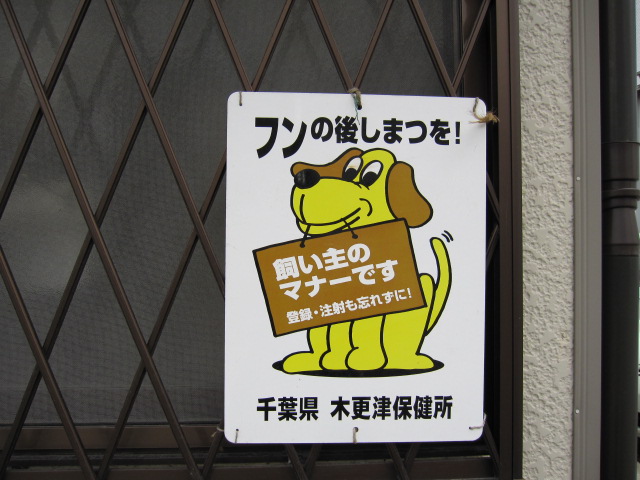 フンの後しまつを!
飼い主の
マナーです
登録・注射も忘れずに!
千葉県 木更津保健所